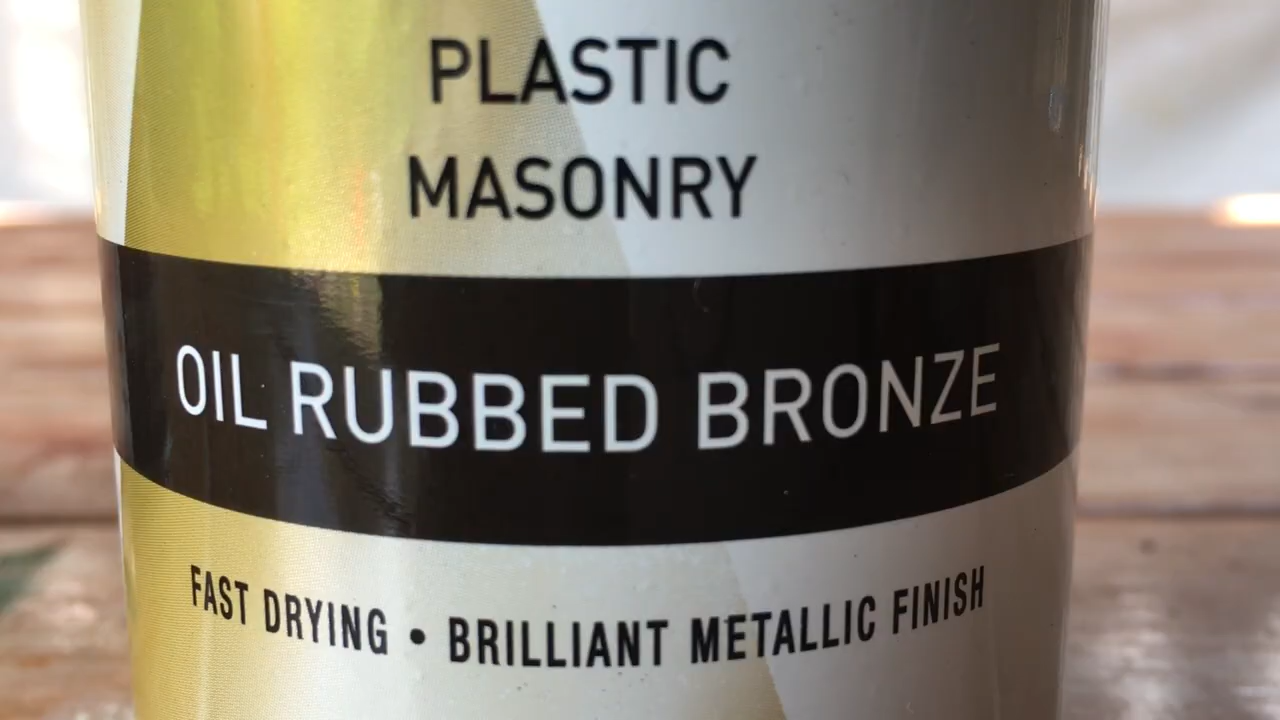 PLASTIC
MASONRY
OIL RUBBED BRONZE
FAST DRYING • BRILLIANT METALLIC FINISH